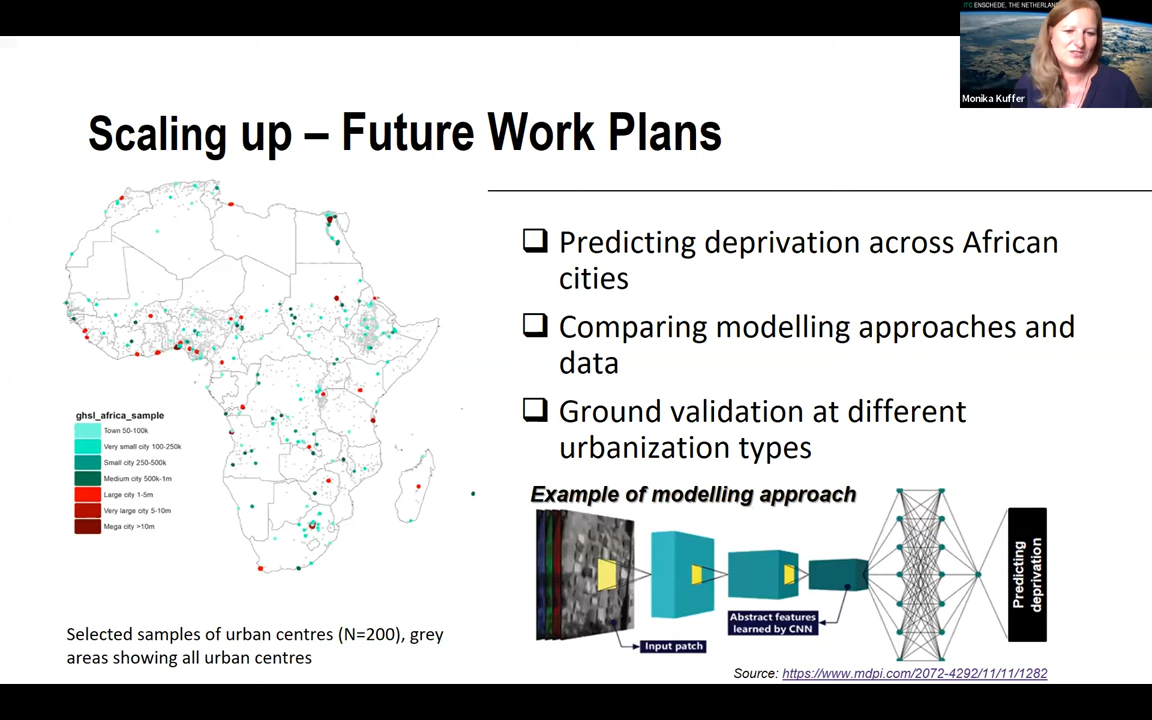 ITC ENSCHEDE, THE NETHERLAN
Monika Kuffer
Scaling up – Future Work Plans
❑ Predicting deprivation across African
cities
❑ Comparing modelling approaches and
data
❑ Ground validation at different
urbanization types
ghsl_africa_sample
Town 50-100k
Very small city 100-250k
Small city 250-500k
Medium city 500k-1m
Large city 1-5m
Very large city 5-10m
Mega city >10m
Selected samples of urban centres (N=200), grey
areas showing all urban centres
Example of modelling approach
Input patch
Abstract features
learned by CNN
Predicting
deprivation
Source: https://www.mdpi.com/2072-4292/11/11/1282